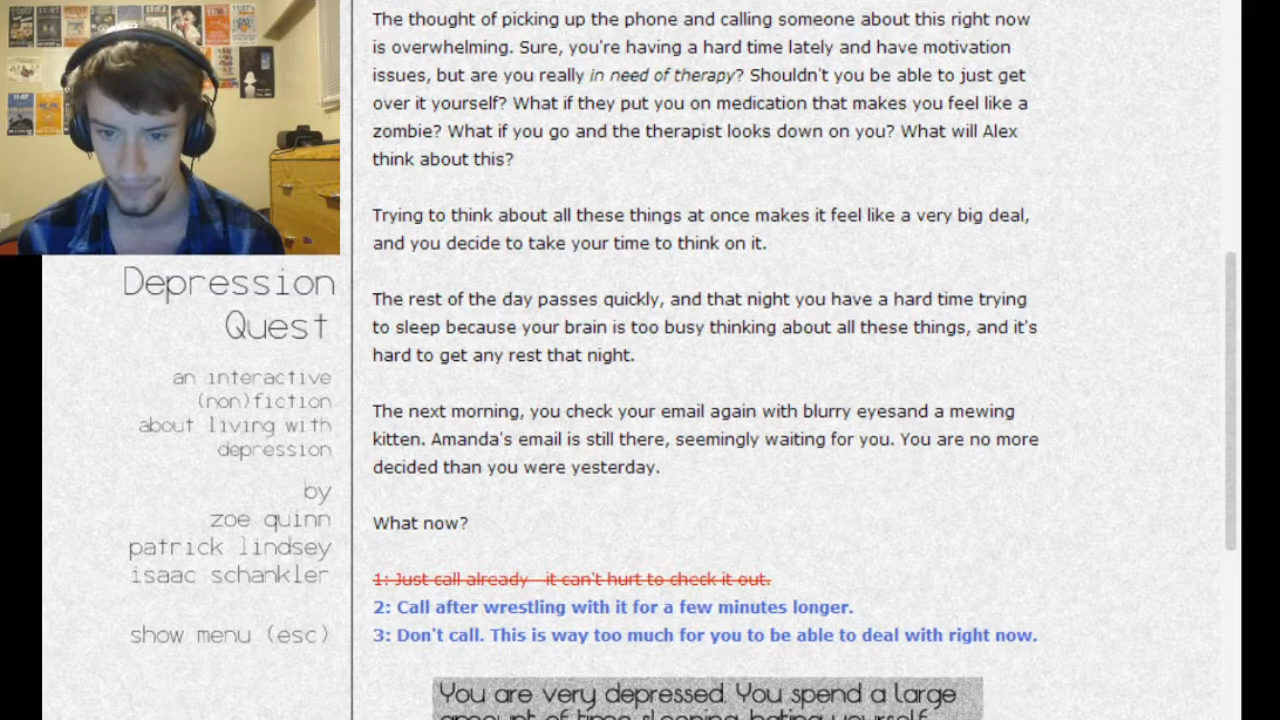 The thought of picking up the phone and calling someone about this right now
is overwhelming. Sure, you're having a hard time lately and have motivation
issues, but are you really in need of therapy? Shouldn't you be able to just get
over it yourself? What if they put you on medication that makes you feel like a
zombie? What if you go and the therapist looks down on you? What will Alex
think about this?
Trying to think about all these things at once makes it feel like a very big deal,
and you decide to take your time to think on it.
The rest of the day passes quickly, and that night you have a hard time trying
to sleep because your brain is too busy thinking about all these things, and it's
hard to get any rest that night.
The next morning, you check your email again with blurry eyesand a mewing
kitten. Amanda's email is still there, seemingly waiting for you. You are no more
decided than you were yesterday.
What now?
1: Just call already--it can't hurt to check it out.
2: Call after wrestling with it for a few minutes longer.
3: Don't call. This is way too much for you to be able to deal with right now.
You are very depressed. You spend a large
amount of time sleeping, hating yourself,
Depression
Quest
an interactive
(non)fiction
about living with
depression
by
zoe quinn
patrick lindsey
isaac schankler
show menu (esc)